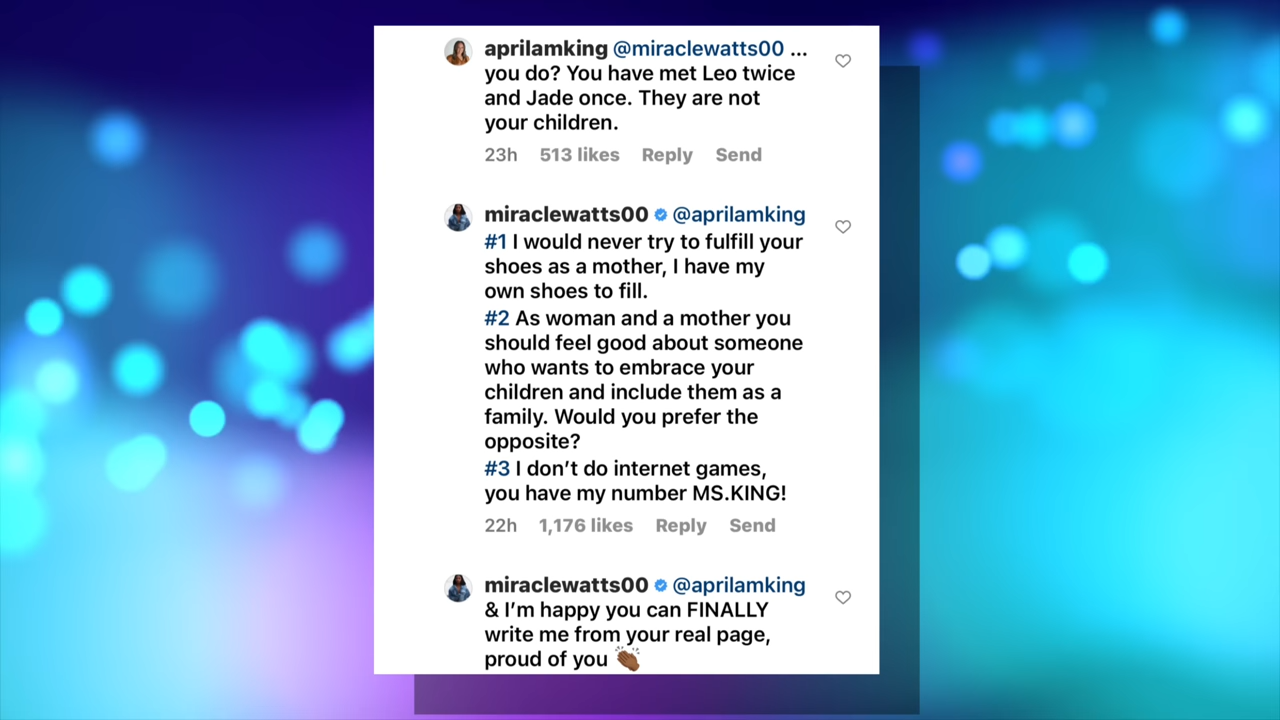 aprilamking @miraclewatts00 ...
you do? You have met Leo twice
and Jade once. They are not
your children.
23h 513 likes Reply Send
miraclewatts00 @aprilamking
#1 I would never try to fulfill your
shoes as a mother, I have my
own shoes to fill.
#2 As woman and a mother you
should feel good about someone
who wants to embrace your
children and include them as a
family. Would you prefer the
opposite?
#3 I don’t do internet games,
you have my number MS.KING!
22h 1,176 likes Reply Send
miraclewatts00 @aprilamking
& I’m happy you can FINALLY
write me from your real page,
proud of you 👏🏾